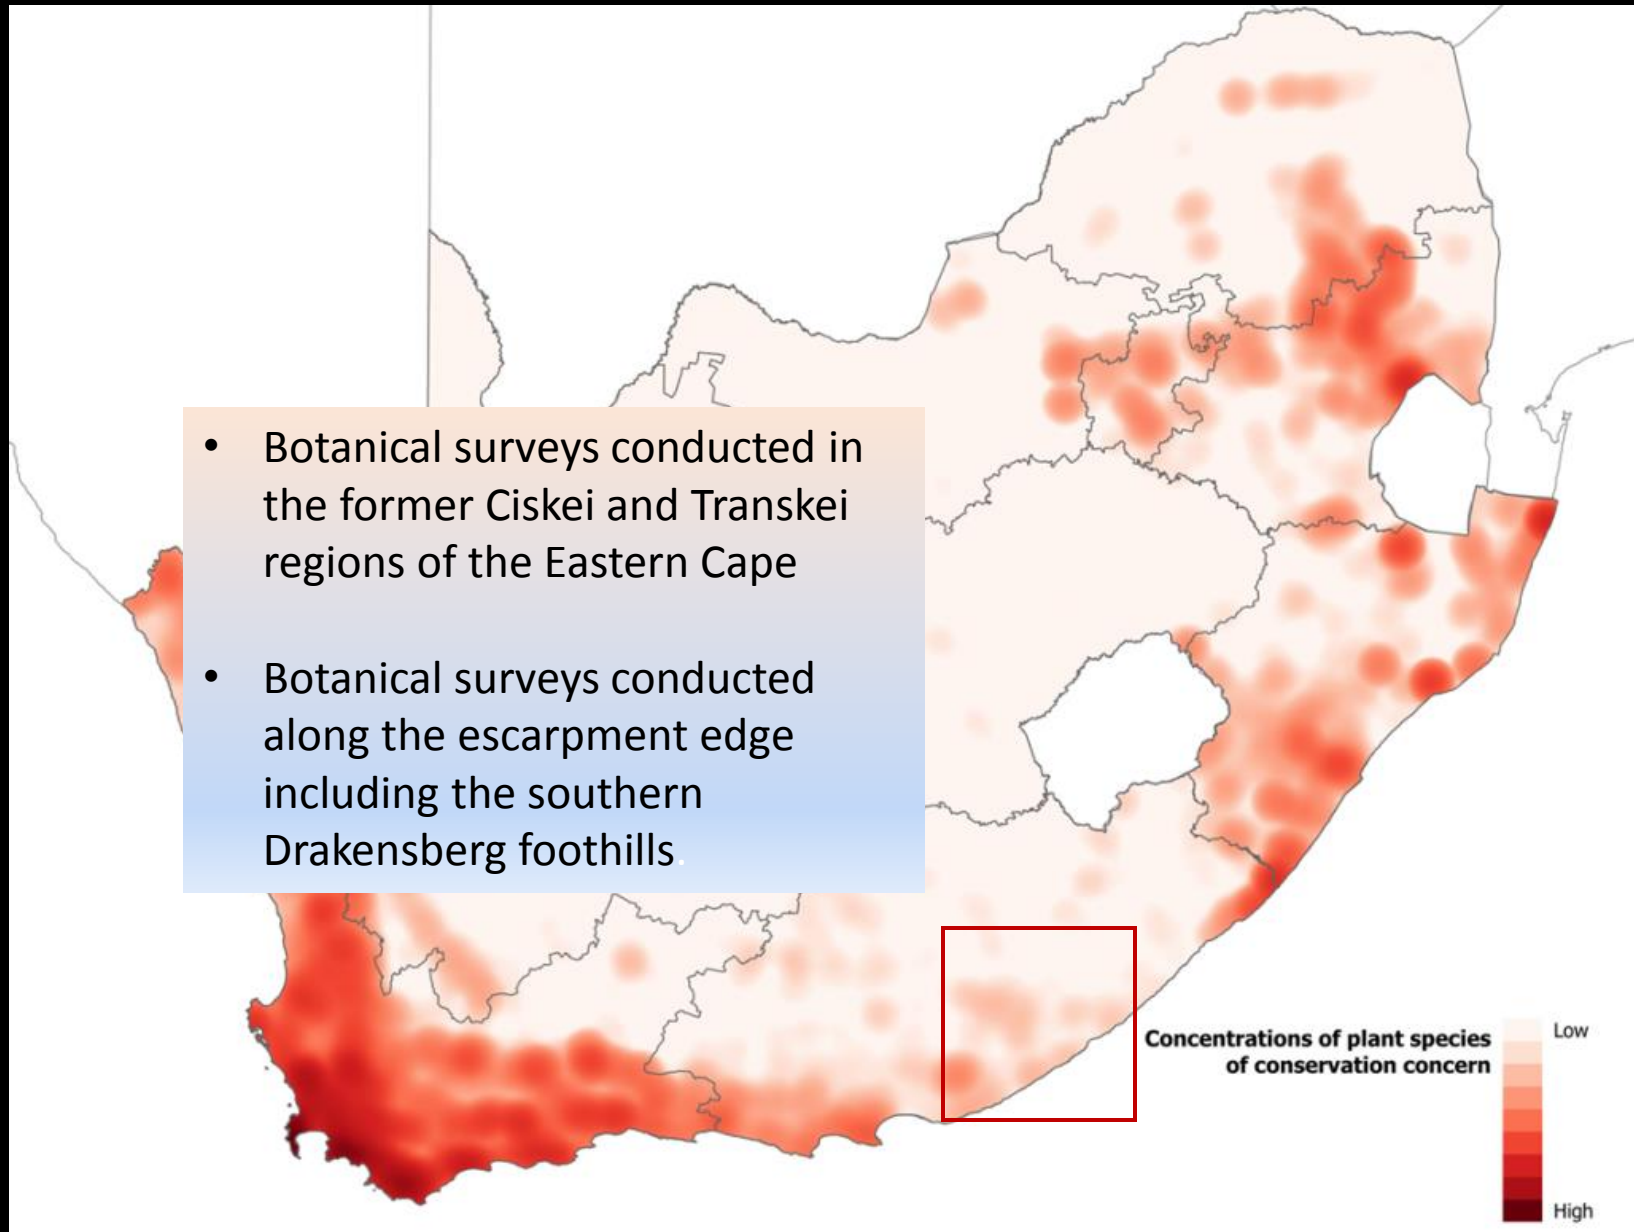 • Botanical surveys conducted in
the former Ciskei and Transkei
regions of the Eastern Cape
• Botanical surveys conducted
along the escarpment edge
including the southern
Drakensberg foothills.
Concentrations of plant species
of conservation concern
Low
High